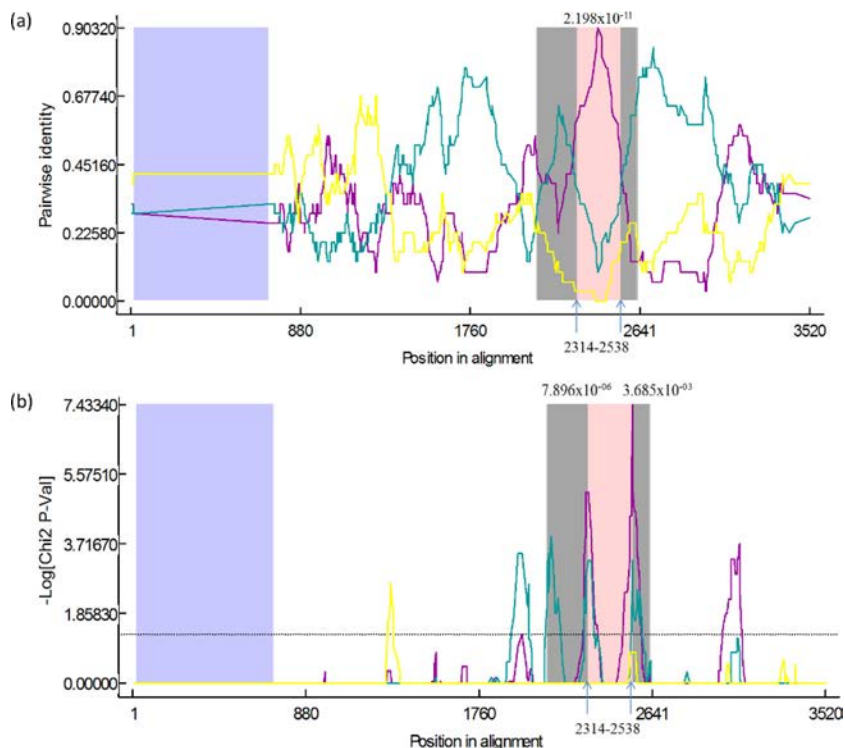 (a)
2.198x10⁻¹¹
0.90320
0.67740
0.45160
0.22580
0.00000
Pairwise identity
1 880 1760 2641 3520
Position in alignment
2314-2538
(b)
7.896x10⁻⁰⁶ 3.685x10⁻⁰³
7.43340
5.57510
3.71670
1.85830
0.00000
-Log[Chi2 P-Val]
1 880 1760 2641 3520
2314-2538
Position in alignment